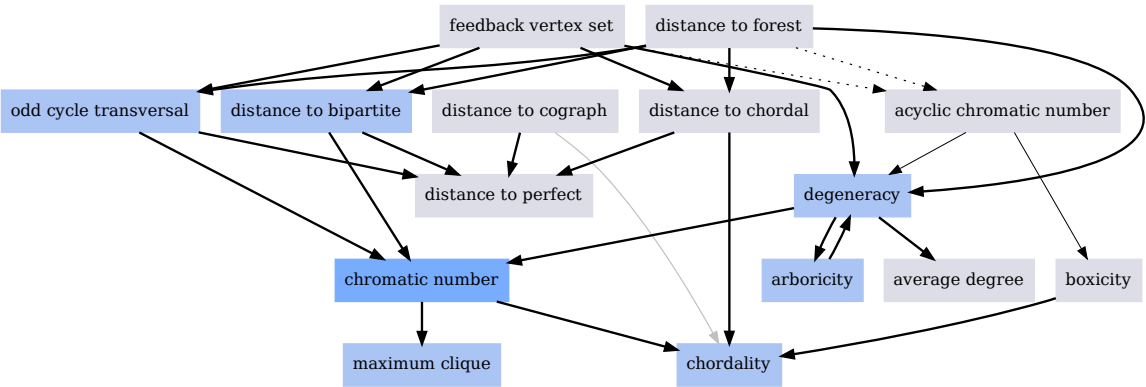 feedback vertex set
distance to forest
odd cycle transversal
distance to bipartite
distance to cograph
distance to chordal
acyclic chromatic number
distance to perfect
degeneracy
chromatic number
arboricity
average degree
boxicity
maximum clique
chordality